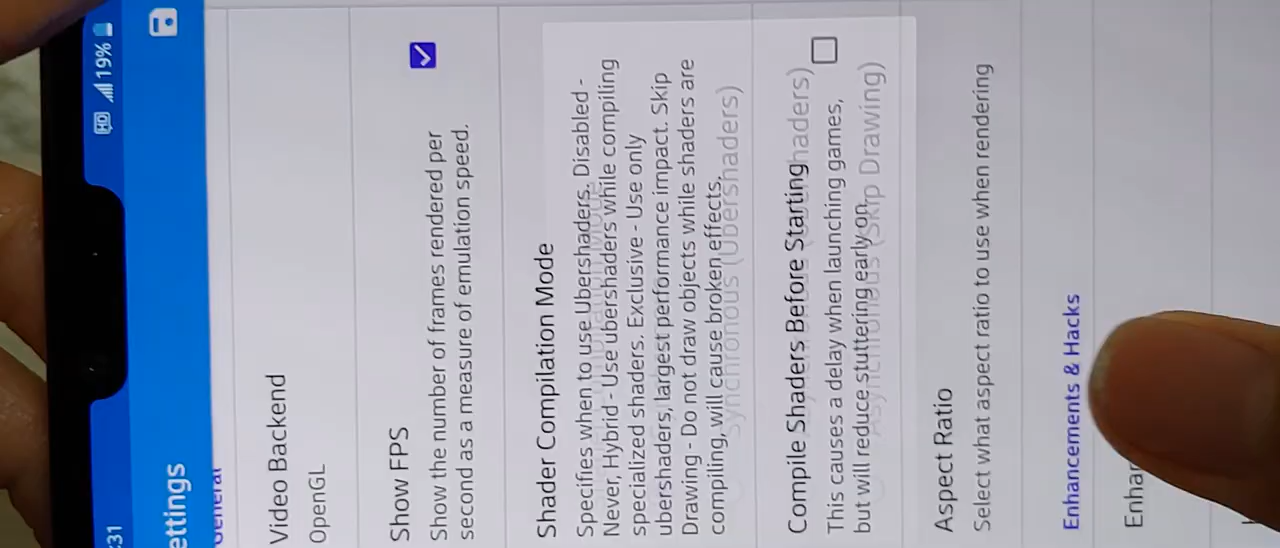 :31
HD 19%
ettings
General
Video Backend
OpenGL
Show FPS
Show the number of frames rendered per
second as a measure of emulation speed.
Shader Compilation Mode
Specifies when to use Ubershaders. Disabled -
Never, Hybrid - Use ubershaders while compiling
specialized shaders. Exclusive - Use only
ubershaders, largest performance impact. Skip
Drawing - Do not draw objects while shaders are
compiling, will cause broken effects.
Synchronous (Ubershaders)
Compile Shaders Before Starting
This causes a delay when launching games,
but will reduce stuttering early on.
Asynchronous (Skip Drawing)
Aspect Ratio
Select what aspect ratio to use when rendering
Enhancements & Hacks
Enhan